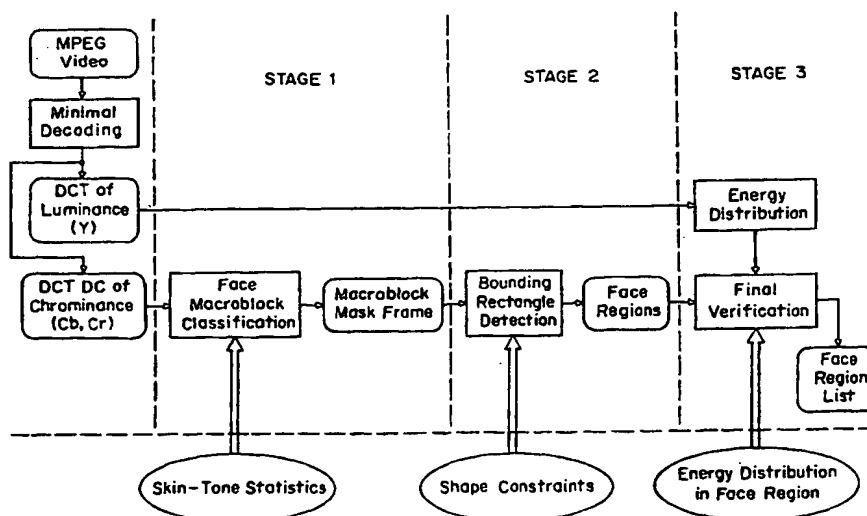 MPEG
Video
Minimal
Decoding
DCT of
Luminance
(Y)
DCT DC of
Chrominance
(Cb, Cr)
STAGE 1
Face
Macroblock
Classification
Macroblock
Mask Frame
STAGE 2
Bounding
Rectangle
Detection
Face
Regions
STAGE 3
Energy
Distribution
Final
Verification
Face
Region
List
Skin-Tone Statistics
Shape Constraints
Energy Distribution
in Face Region